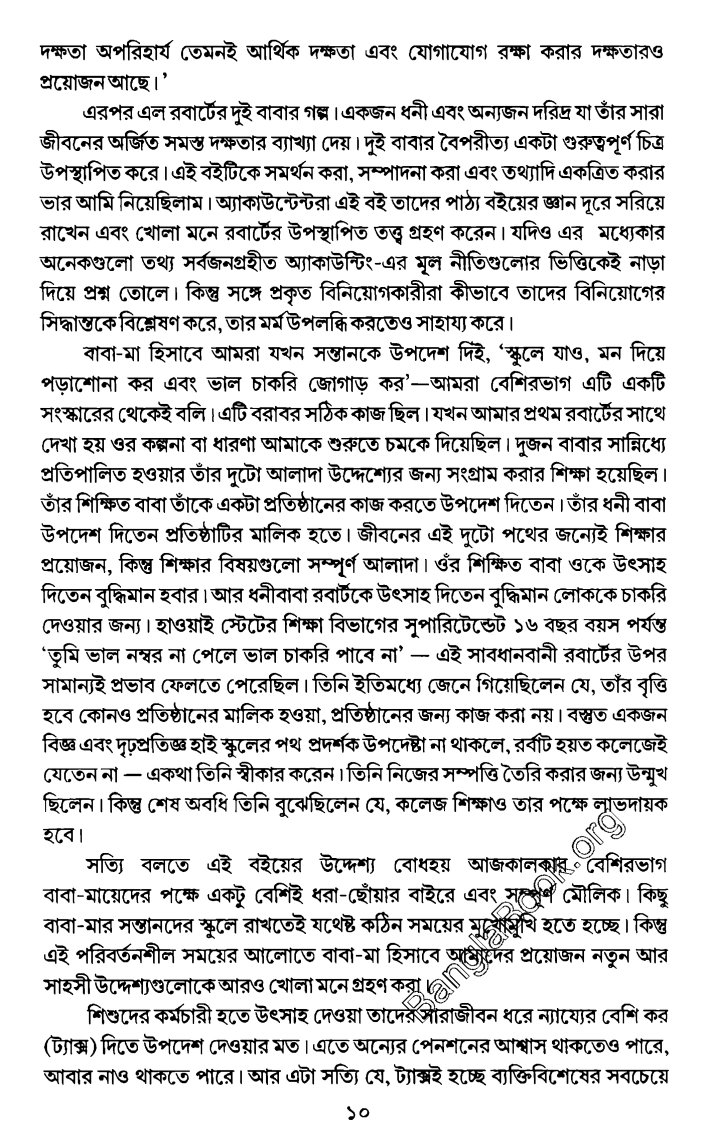 দক্ষতা অপরিহার্য তেমনই আর্থিক দক্ষতা এবং যোগাযোগ রক্ষা করার দক্ষতারও
প্রয়োজন আছে।’
এরপর এল রবার্টের দুই বাবার গল্প। একজন ধনী এবং অন্যজন দরিদ্র যা তাঁর সারা
জীবনের অর্জিত সমস্ত দক্ষতার ব্যাখ্যা দেয়। দুই বাবার বৈপরীত্য একটা গুরুত্বপূর্ণ চিত্র
উপস্থাপিত করে। এই বইটিকে সমর্থন করা, সম্পাদনা করা এবং তথ্যাদি একত্রিত করার
ভার আমি নিয়েছিলাম। অ্যাকাউন্টেন্টরা এই বই তাদের পাঠ্য বইয়ের জ্ঞান দূরে সরিয়ে
রাখেন এবং খোলা মনে রবার্টের উপস্থাপিত তত্ত্ব গ্রহণ করেন। যদিও এর মধ্যেকার
অনেকগুলো তথ্য সর্বজনগ্রহীত অ্যাকাউন্টিং-এর মূল নীতিগুলোর ভিত্তিকেই নাড়া
দিয়ে প্রশ্ন তোলে। কিন্তু সঙ্গে প্রকৃত বিনিয়োগকারীরা কীভাবে তাদের বিনিয়োগের
সিদ্ধান্তকে বিশ্লেষণ করে, তার মর্ম উপলব্ধি করতেও সাহায্য করে।
বাবা-মা হিসাবে আমরা যখন সন্তানকে উপদেশ দিই, ‘স্কুলে যাও, মন দিয়ে
পড়াশোনা কর এবং ভাল চাকরি জোগাড় কর’—আমরা বেশিরভাগ এটি একটি
সংস্কারের থেকেই বলি। এটি বরাবর সঠিক কাজ ছিল। যখন আমার প্রথম রবার্টের সাথে
দেখা হয় ওর কল্পনা বা ধারণা আমাকে শুরুতে চমকে দিয়েছিল। দুজন বাবার সান্নিধ্যে
প্রতিপালিত হওয়ার তাঁর দুটো আলাদা উদ্দেশ্যের জন্য সংগ্রাম করার শিক্ষা হয়েছিল।
তাঁর শিক্ষিত বাবা তাঁকে একটা প্রতিষ্ঠানের কাজ করতে উপদেশ দিতেন। তাঁর ধনী বাবা
উপদেশ দিতেন প্রতিষ্ঠাটির মালিক হতে। জীবনের এই দুটো পথের জন্যেই শিক্ষার
প্রয়োজন, কিন্তু শিক্ষার বিষয়গুলো সম্পূর্ণ আলাদা। ওঁর শিক্ষিত বাবা ওকে উৎসাহ
দিতেন বুদ্ধিমান হবার। আর ধনীবাবা রবার্টকে উৎসাহ দিতেন বুদ্ধিমান লোককে চাকরি
দেওয়ার জন্য। হাওয়াই স্টেটের শিক্ষা বিভাগের সুপারিটেন্ডেট ১৬ বছর বয়স পর্যন্ত
‘তুমি ভাল নম্বর না পেলে ভাল চাকরি পাবে না’ — এই সাবধানবানী রবার্টের উপর
সামান্যই প্রভাব ফেলতে পেরেছিল। তিনি ইতিমধ্যে জেনে গিয়েছিলেন যে, তাঁর বৃত্তি
হবে কোনও প্রতিষ্ঠানের মালিক হওয়া, প্রতিষ্ঠানের জন্য কাজ করা নয়। বস্তুত একজন
বিজ্ঞ এবং দৃঢ়প্রতিজ্ঞ হাই স্কুলের পথ প্রদর্শক উপদেষ্টা না থাকলে, রর্বাট হয়ত কলেজেই
যেতেন না — একথা তিনি স্বীকার করেন। তিনি নিজের সম্পত্তি তৈরি করার জন্য উন্মুখ
ছিলেন। কিন্তু শেষ অবধি তিনি বুঝেছিলেন যে, কলেজ শিক্ষাও তার পক্ষে লাভদায়ক
হবে।
সত্যি বলতে এই বইয়ের উদ্দেশ্য বোধহয় আজকালকার বেশিরভাগ
বাবা-মায়েদের পক্ষে একটু বেশিই ধরা-ছোঁয়ার বাইরে এবং সম্পূর্ণ মৌলিক। কিছু
বাবা-মার সন্তানদের স্কুলে রাখতেই যথেষ্ট কঠিন সময়ের মুখোমুখি হতে হচ্ছে। কিন্তু
এই পরিবর্তনশীল সময়ের আলোতে বাবা-মা হিসাবে আমাদের প্রয়োজন নতুন আর
সাহসী উদ্দেশ্যগুলোকে আরও খোলা মনে গ্রহণ করা।
শিশুদের কর্মচারী হতে উৎসাহ দেওয়া তাদের সারাজীবন ধরে ন্যায্যের বেশি কর
(ট্যাক্স) দিতে উপদেশ দেওয়ার মত। এতে অন্যের পেনশনের আশ্বাস থাকতেও পারে,
আবার নাও থাকতে পারে। আর এটা সত্যি যে, ট্যাক্সই হচ্ছে ব্যক্তিবিশেষের সবচেয়ে
১০
BanglaBook.org